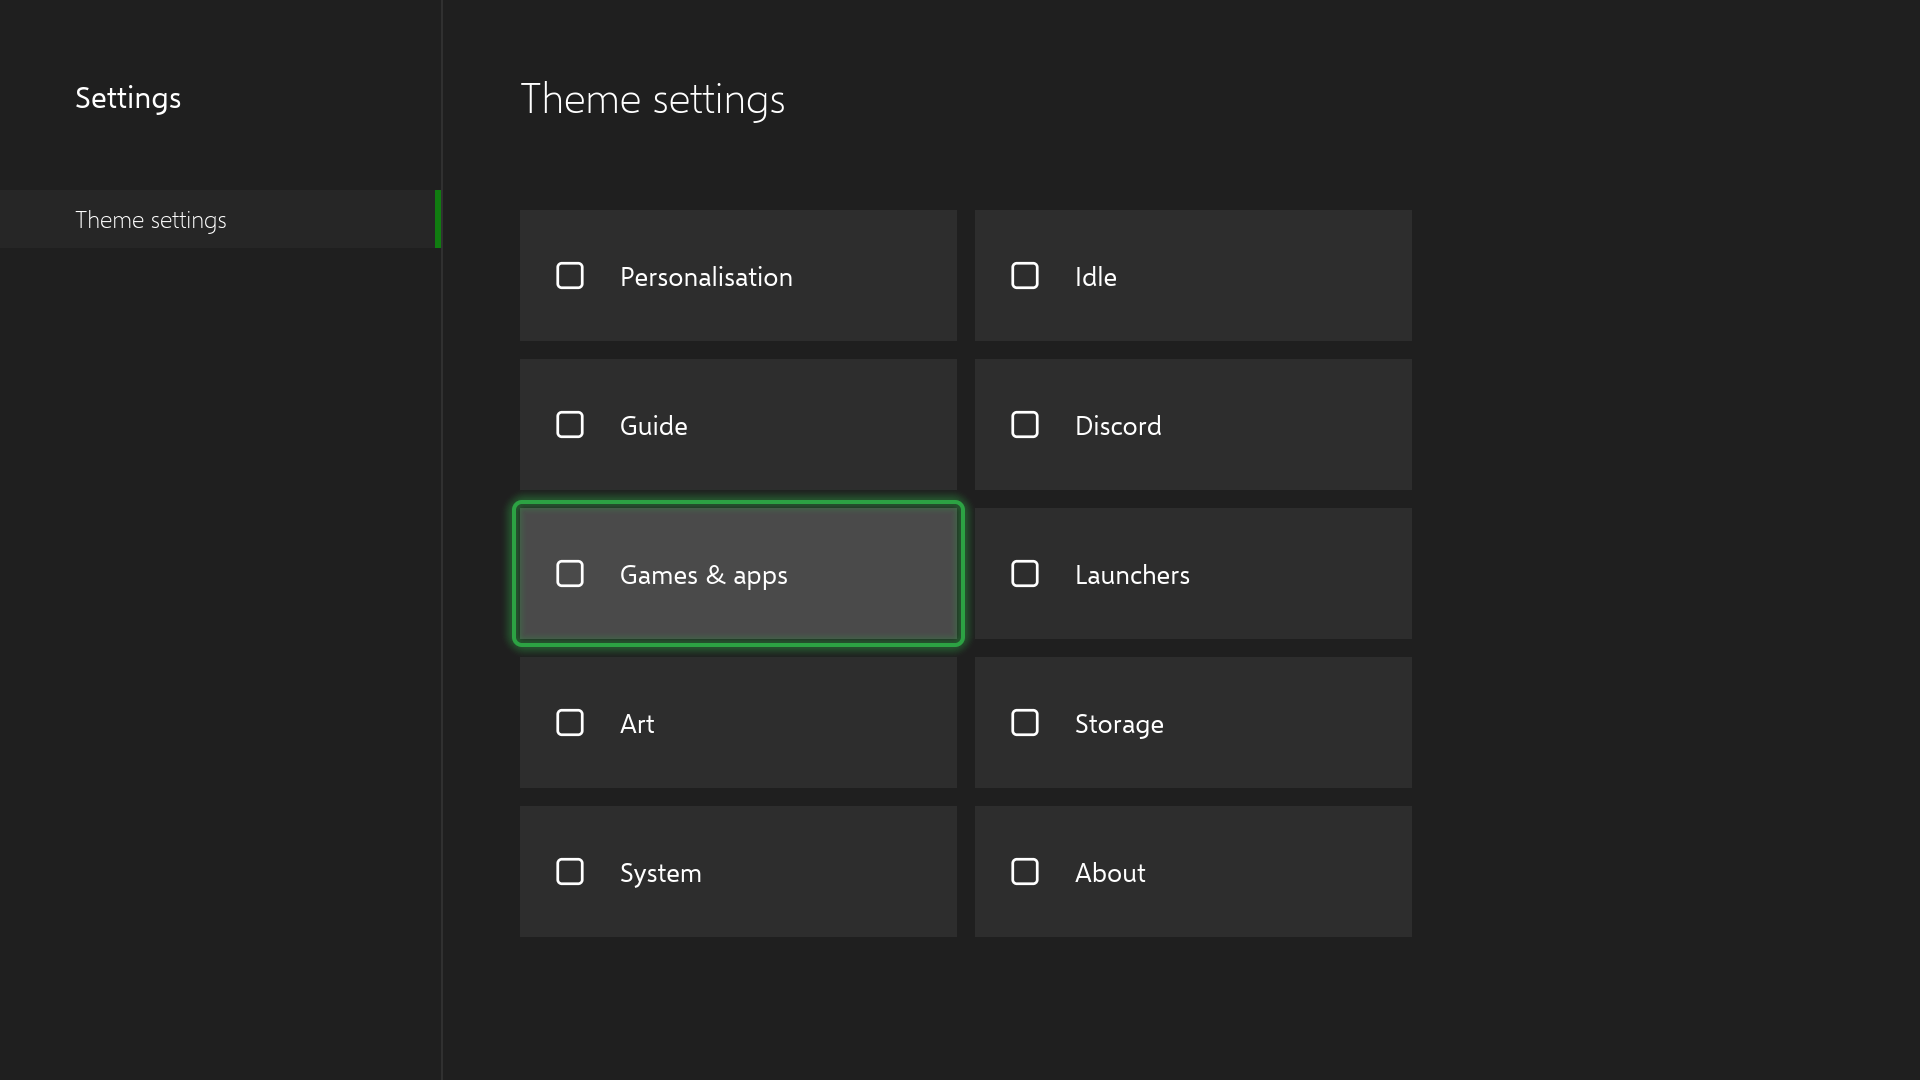 Settings
Theme settings
Theme settings
Personalisation
Idle
Guide
Discord
Games & apps
Launchers
Art
Storage
System
About